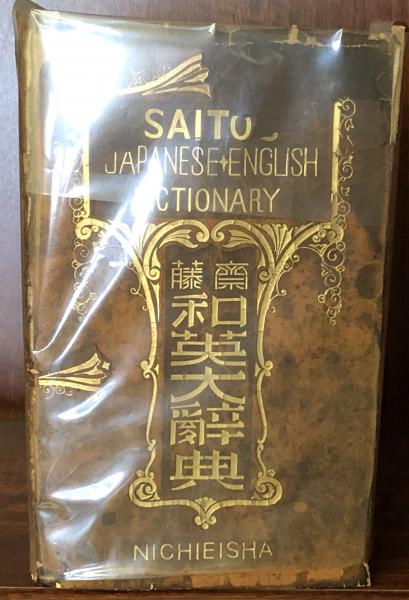 SAITO'S
JAPANESE-ENGLISH
DICTIONARY
齋藤
和英大辭典
NICHIEISHA